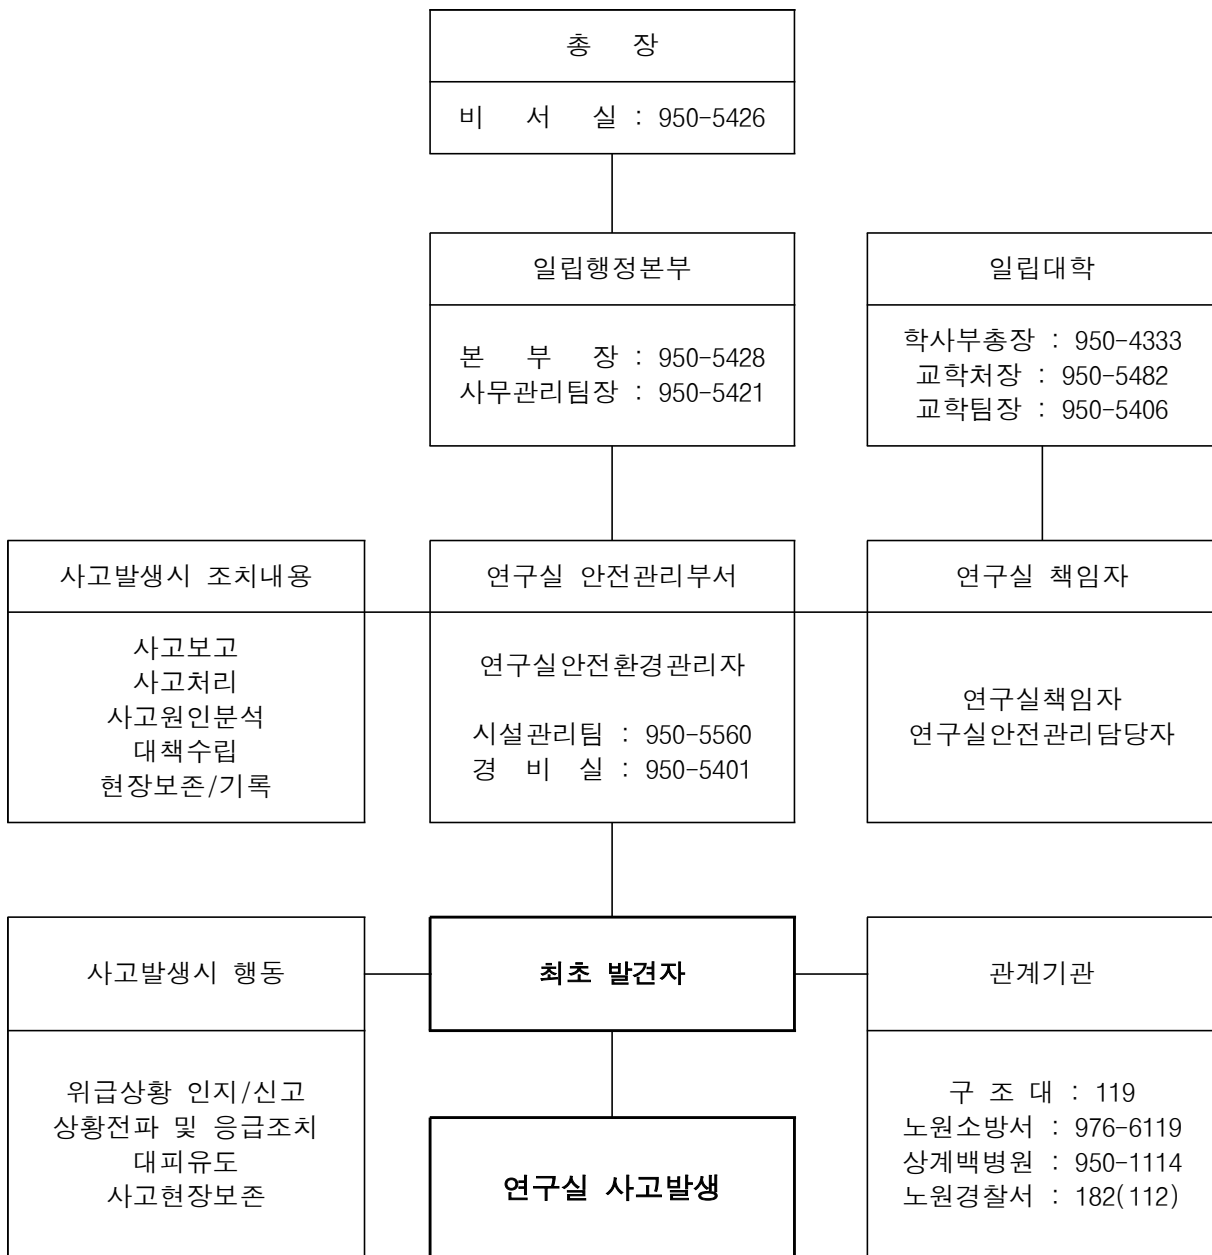 총 장
비 서 실 : 950-5426
일립행정본부
본 부 장 : 950-5428
사무관리팀장 : 950-5421
일립대학
학사부총장 : 950-4333
교학처장 : 950-5482
교학팀장 : 950-5406
사고발생시 조치내용
사고보고
사고처리
사고원인분석
대책수립
현장보존/기록
연구실 안전관리부서
연구실안전환경관리자
시설관리팀 : 950-5560
경 비 실 : 950-5401
연구실 책임자
연구실책임자
연구실안전관리담당자
사고발생시 행동
위급상황 인지/신고
상황전파 및 응급조치
대피유도
사고현장보존
최초 발견자
연구실 사고발생
관계기관
구 조 대 : 119
노원소방서 : 976-6119
상계백병원 : 950-1114
노원경찰서 : 182(112)